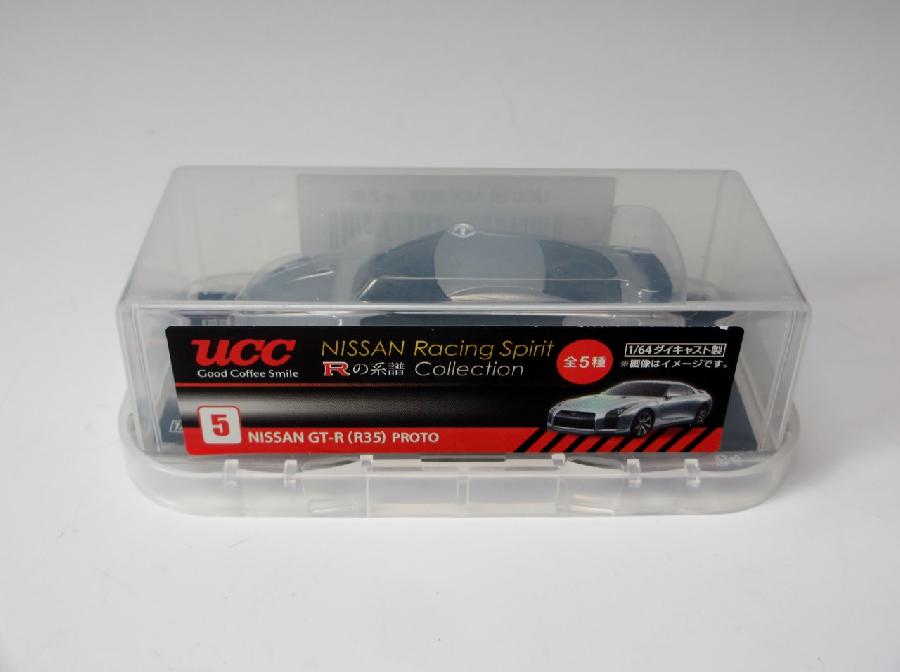 ucc
Good Coffee Smile
NISSAN Racing Spirit
Rの系譜 Collection
全5種
1/64ダイキャスト製
※画像はイメージです。
5
NISSAN GT-R (R35) PROTO